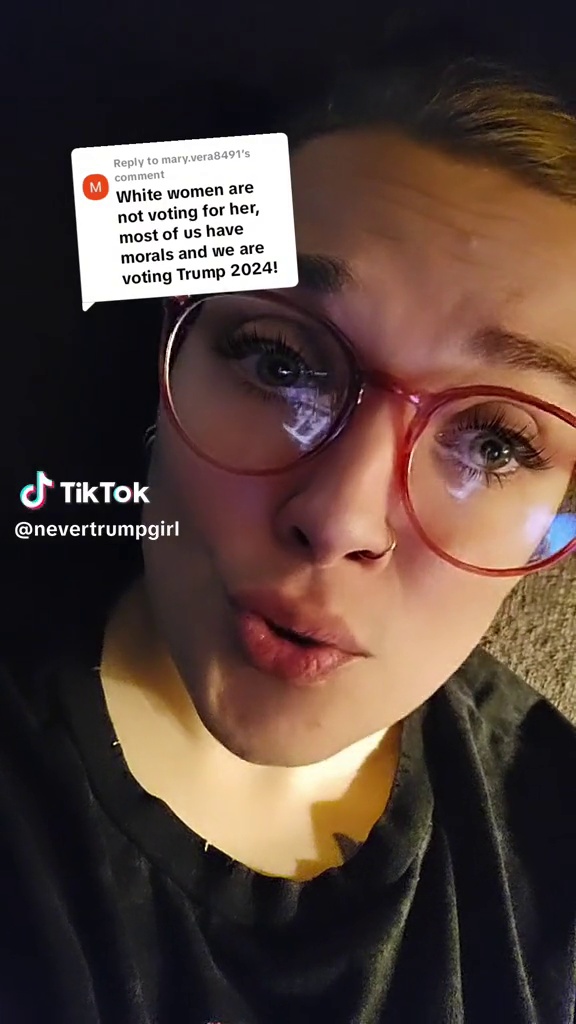 Reply to mary.vera8491's
comment
M
White women are
not voting for her,
most of us have
morals and we are
voting Trump 2024!
TikTok
@nevertrumpgirl